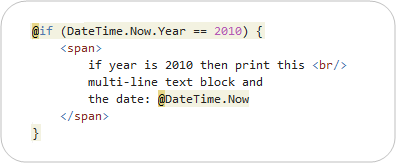 @if (DateTime.Now.Year == 2010) {
<span>
if year is 2010 then print this <br/>
multi-line text block and
the date: @DateTime.Now
</span>
}